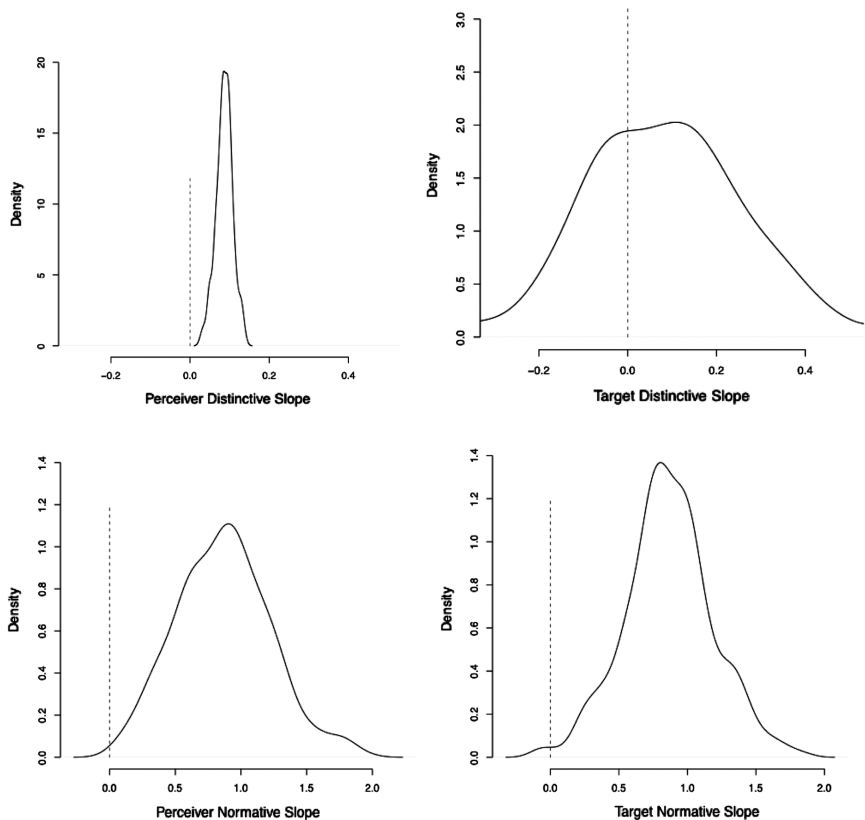 20
15
10
5
0
Density
−0.2 0.0 0.2 0.4
Perceiver Distinctive Slope
3.0
2.5
2.0
1.5
1.0
0.5
0.0
Density
−0.2 0.0 0.2 0.4
Target Distinctive Slope
1.4
1.2
1.0
0.8
0.6
0.4
0.2
0.0
Density
0.0 0.5 1.0 1.5 2.0
Perceiver Normative Slope
1.4
1.2
1.0
0.8
0.6
0.4
0.2
0.0
Density
0.0 0.5 1.0 1.5 2.0
Target Normative Slope